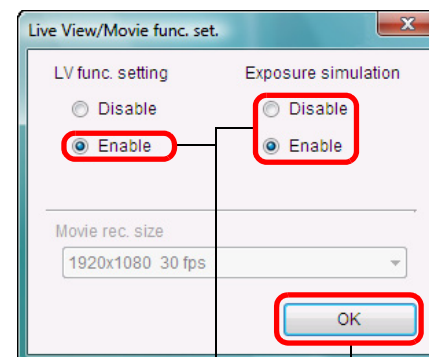 Live View/Movie func. set.
LV func. setting Exposure simulation
Disable Disable
Enable Enable
Movie rec. size
1920x1080 30 fps
OK